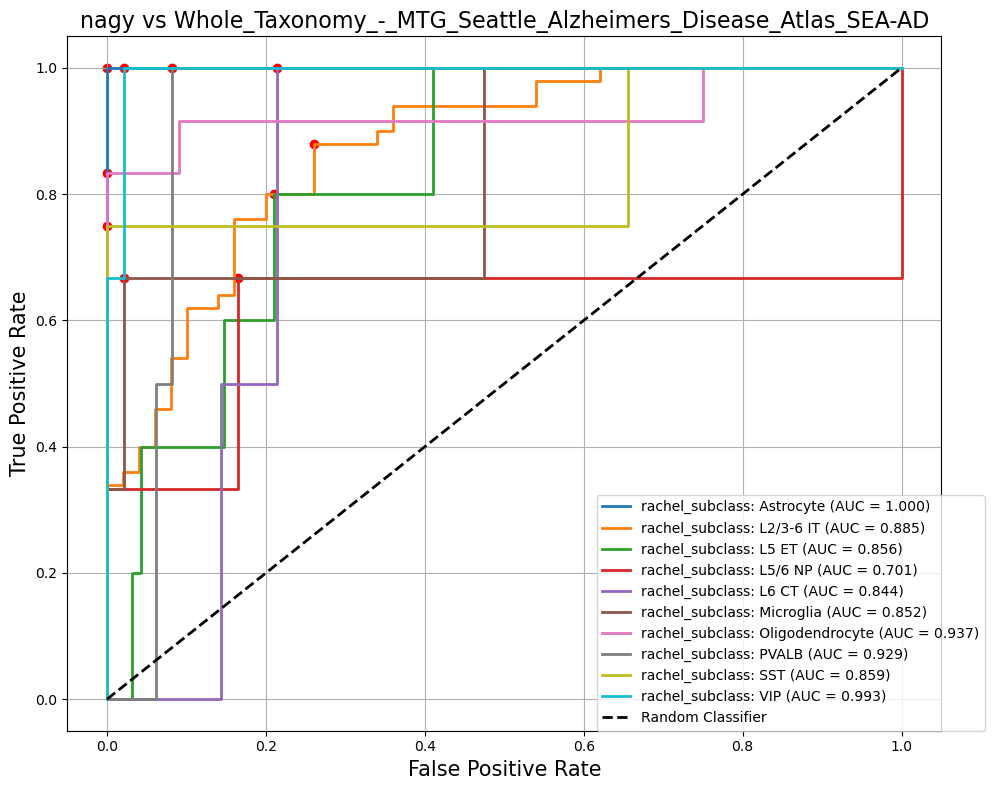 nagy vs Whole_Taxonomy_-_MTG_Seattle_Alzheimers_Disease_Atlas_SEA-AD
True Positive Rate
1.0
0.8
0.6
0.4
0.2
0.0
rachel_subclass: Astrocyte (AUC = 1.000)
rachel_subclass: L2/3-6 IT (AUC = 0.885)
rachel_subclass: L5 ET (AUC = 0.856)
rachel_subclass: L5/6 NP (AUC = 0.701)
rachel_subclass: L6 CT (AUC = 0.844)
rachel_subclass: Microglia (AUC = 0.852)
rachel_subclass: Oligodendrocyte (AUC = 0.937)
rachel_subclass: PVALB (AUC = 0.929)
rachel_subclass: SST (AUC = 0.859)
rachel_subclass: VIP (AUC = 0.993)
Random Classifier
0.0 0.2 0.4 0.6 0.8 1.0
False Positive Rate